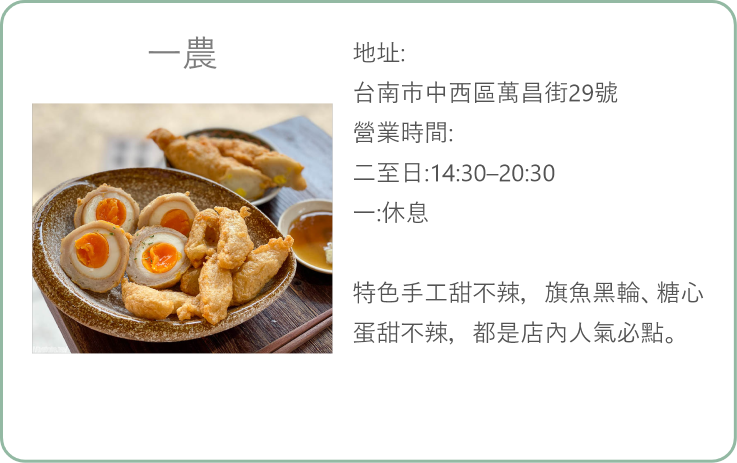 一農
地址:
台南市中西區萬昌街29號
營業時間:
二至日:14:30–20:30
一:休息
特色手工甜不辣，旗魚黑輪、糖心
蛋甜不辣，都是店內人氣必點。